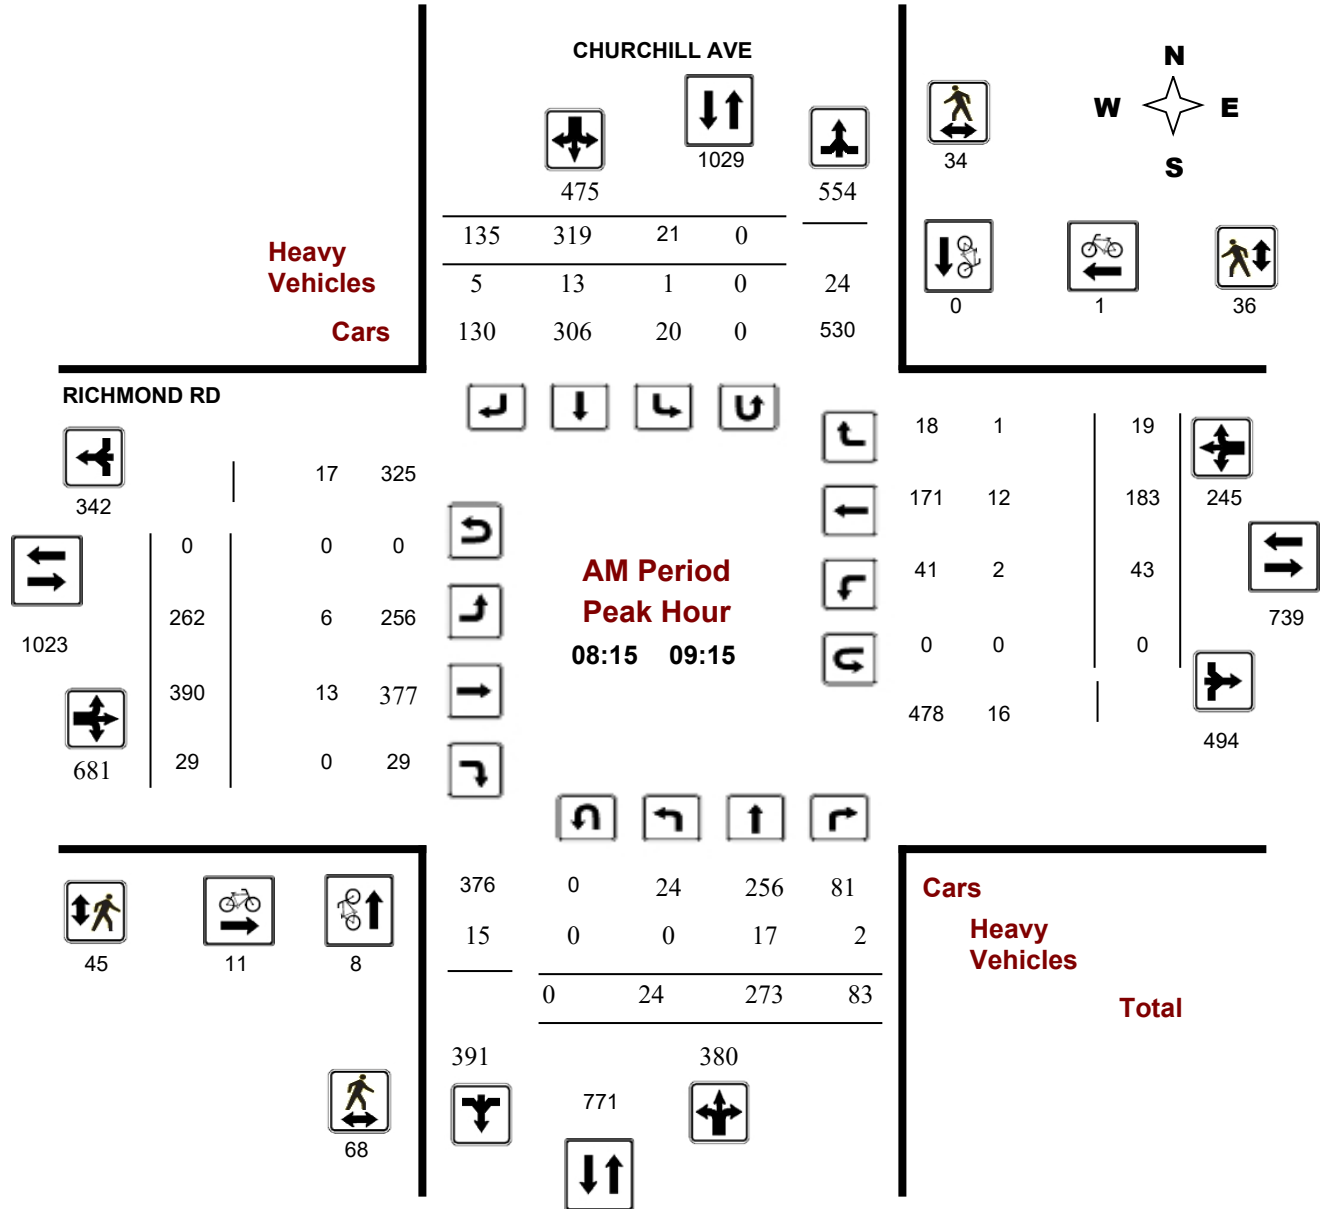 CHURCHILL AVE
N
W E
S
1029
34
475 554
135 319 21 0
Heavy
Vehicles 5 13 1 0 24
0 1 36
Cars 130 306 20 0 530
RICHMOND RD
18 1 19
17 325
342
171 12 183 245
0 0 0
AM Period
41 2 43
Peak Hour
262 6 256
739
1023
08:15 09:15
0 0 0
390 13 377
478 16
494
681 29 0 29
376 0 24 256 81
Cars
15 0 0 17 2
Heavy
Vehicles
45 11 8
0 24 273 83
Total
391 380
771
68